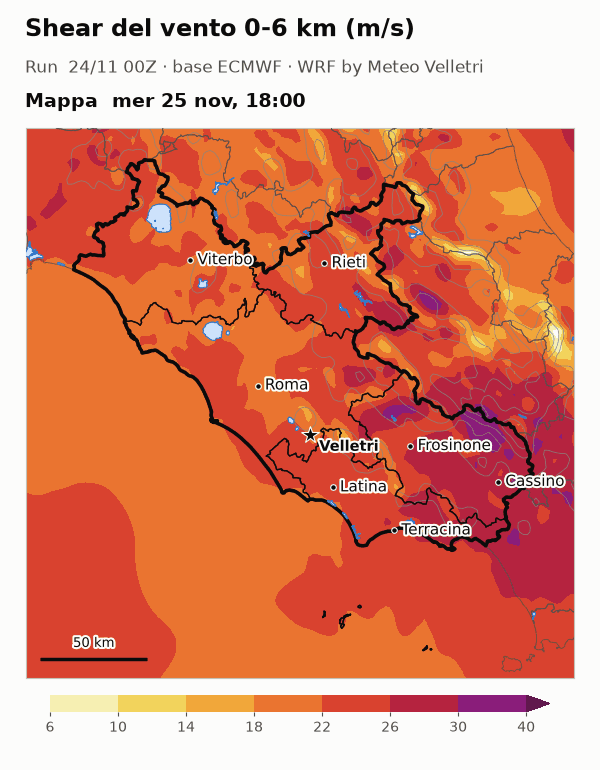 Shear del vento 0-6 km (m/s)
Run  24/11 00Z · base ECMWF · WRF by Meteo Velletri
Mappa  mer 25 nov, 18:00
Viterbo
Rieti
Roma
Velletri
Frosinone
Latina
Cassino
Terracina
50 km
6 10 14 18 22 26 30 40